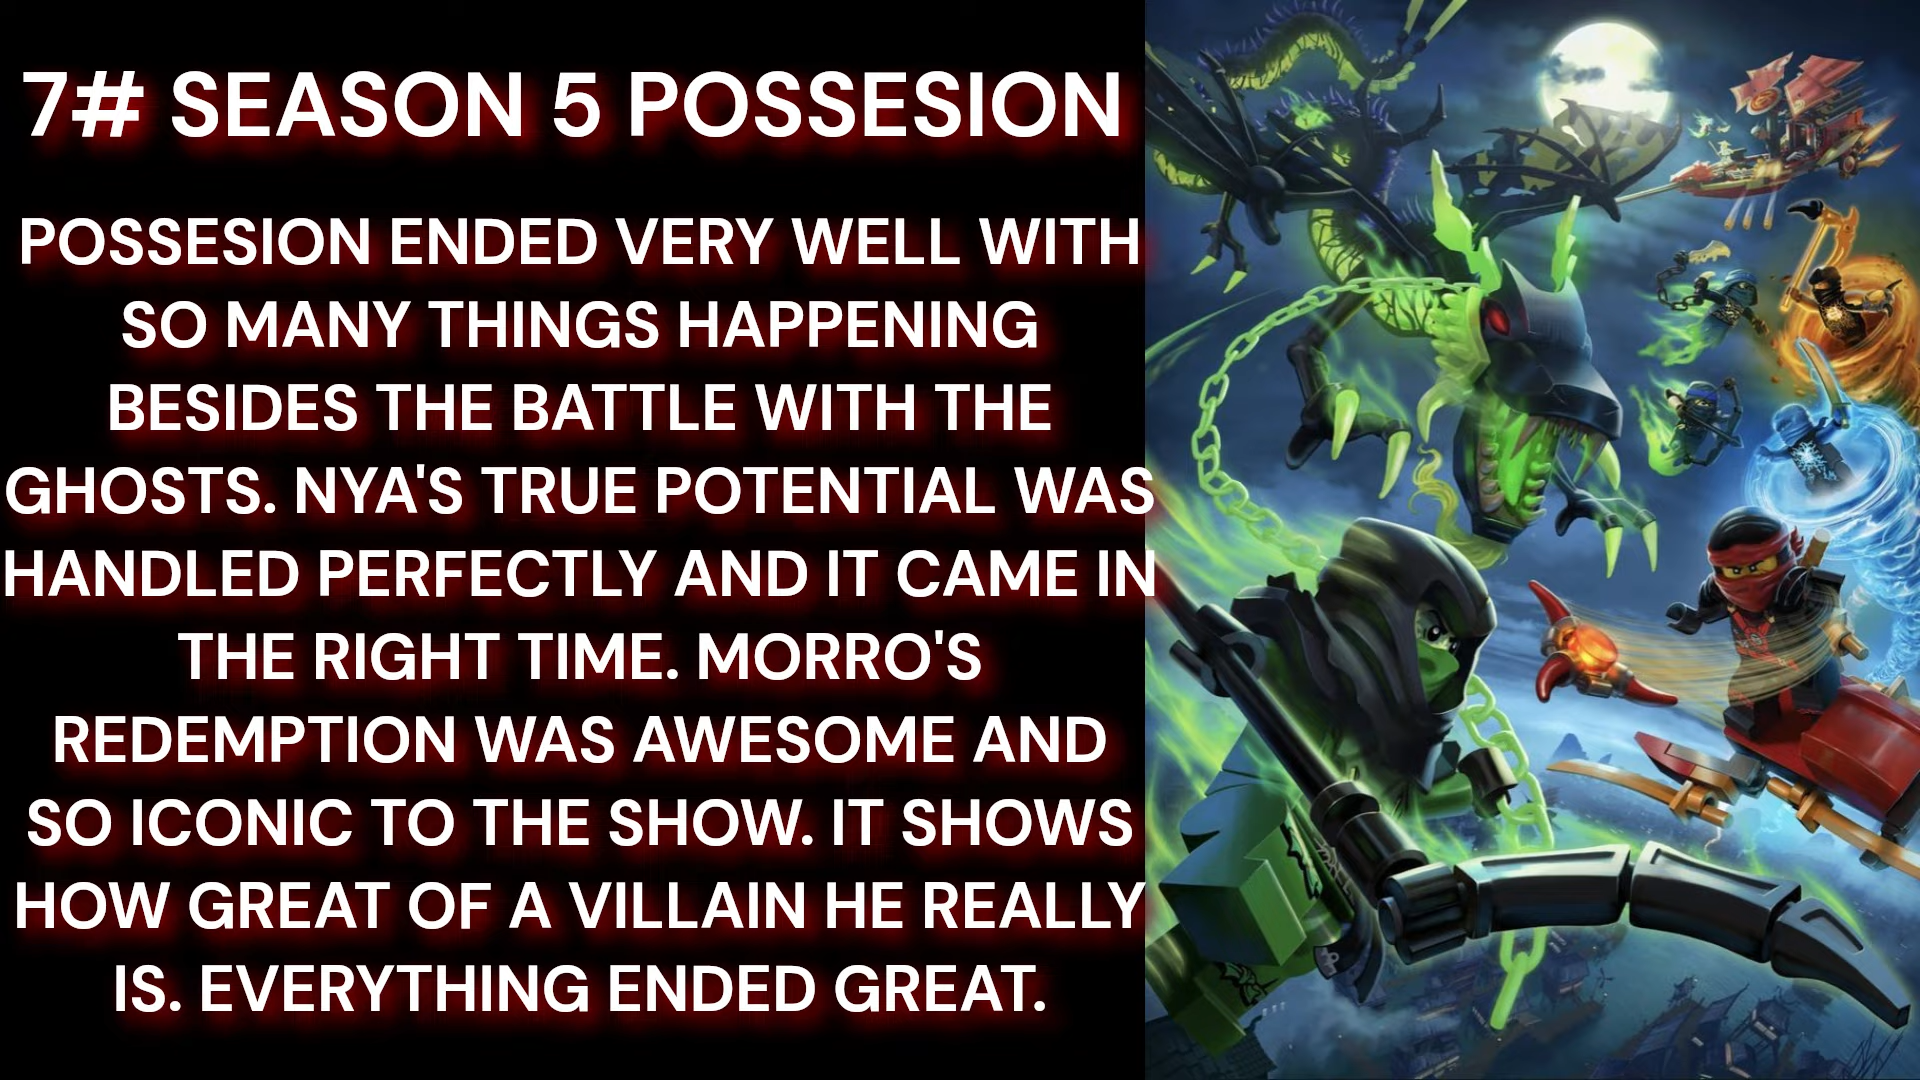 7# SEASON 5 POSSESION
POSSESION ENDED VERY WELL WITH
SO MANY THINGS HAPPENING
BESIDES THE BATTLE WITH THE
GHOSTS. NYA'S TRUE POTENTIAL WAS
HANDLED PERFECTLY AND IT CAME IN
THE RIGHT TIME. MORRO'S
REDEMPTION WAS AWESOME AND
SO ICONIC TO THE SHOW. IT SHOWS
HOW GREAT OF A VILLAIN HE REALLY
IS. EVERYTHING ENDED GREAT.